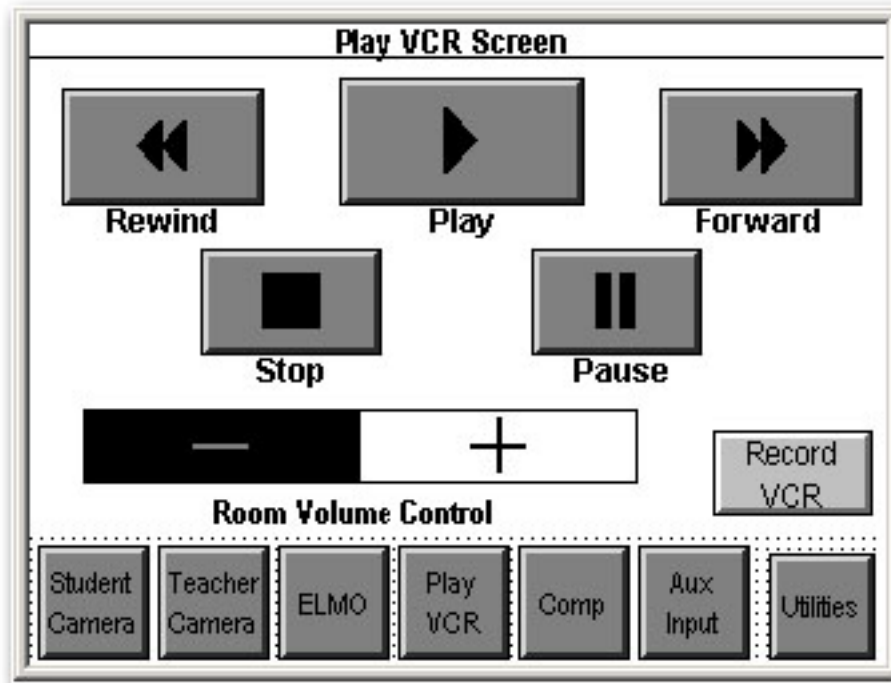 Play VCR Screen
Rewind
Play
Forward
Stop
Pause
− +
Room Volume Control
Record
VCR
Student
Camera
Teacher
Camera
ELMO
Play
VCR
Comp
Aux
Input
Utilities